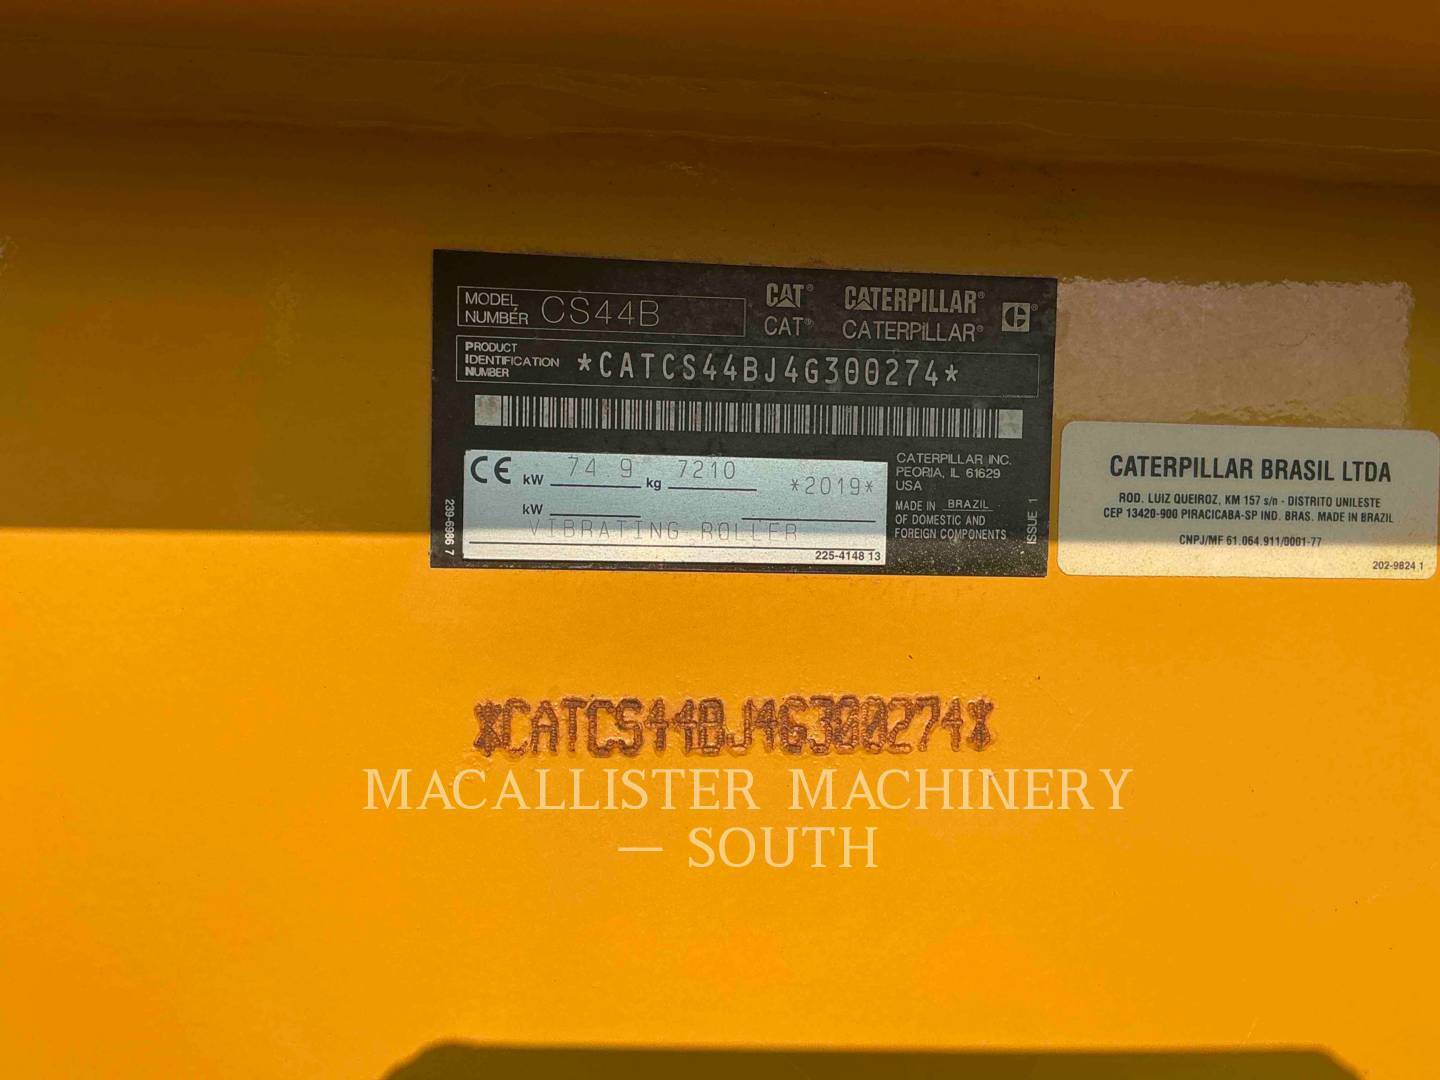 MODEL NUMBER CS44B
CAT® CATERPILLAR®
CAT® CATERPILLAR®
PRODUCT IDENTIFICATION NUMBER *CATCS44BJ4G300274*
CE kW 74 9 kg 7210 *2019*
kW
VIBRATING ROLLER
225-4148 13
239-6986 7
CATERPILLAR INC.
PEORIA, IL 61629
USA
MADE IN BRAZIL
OF DOMESTIC AND
FOREIGN COMPONENTS
ISSUE 1
CATERPILLAR BRASIL LTDA
ROD. LUIZ QUEIROZ, KM 157 s/n - DISTRITO UNILESTE
CEP 13420-900 PIRACICABA-SP IND. BRAS. MADE IN BRAZIL
CNPJ/MF 61.064.911/0001-77
202-9824 1
*CATCS44BJ4G300274*
MACALLISTER MACHINERY
— SOUTH